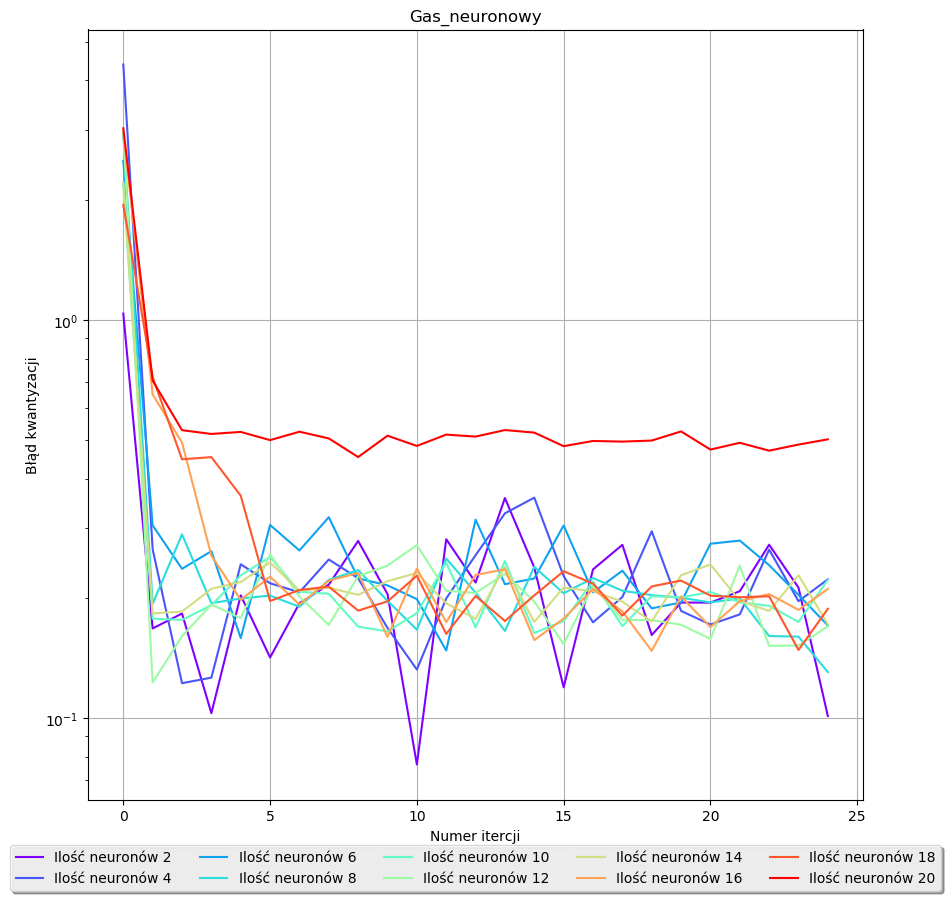 Gas_neuronowy
Błąd kwantyzacji
10⁰
10⁻¹
0 5 10 15 20 25
Numer itercji
Ilość neuronów 2 Ilość neuronów 6 Ilość neuronów 10 Ilość neuronów 14 Ilość neuronów 18
Ilość neuronów 4 Ilość neuronów 8 Ilość neuronów 12 Ilość neuronów 16 Ilość neuronów 20